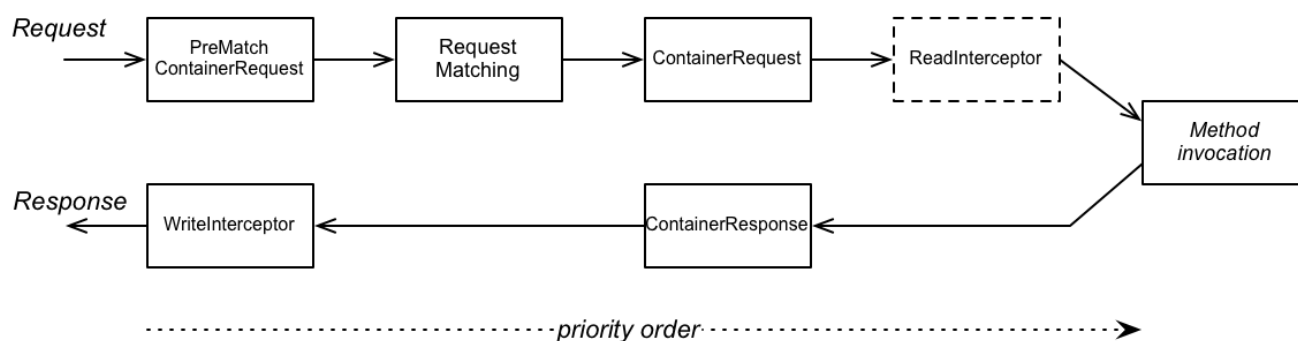 Request
PreMatch
ContainerRequest
Request
Matching
ContainerRequest
ReadInterceptor
Method
invocation
Response
WriteInterceptor
ContainerResponse
priority order